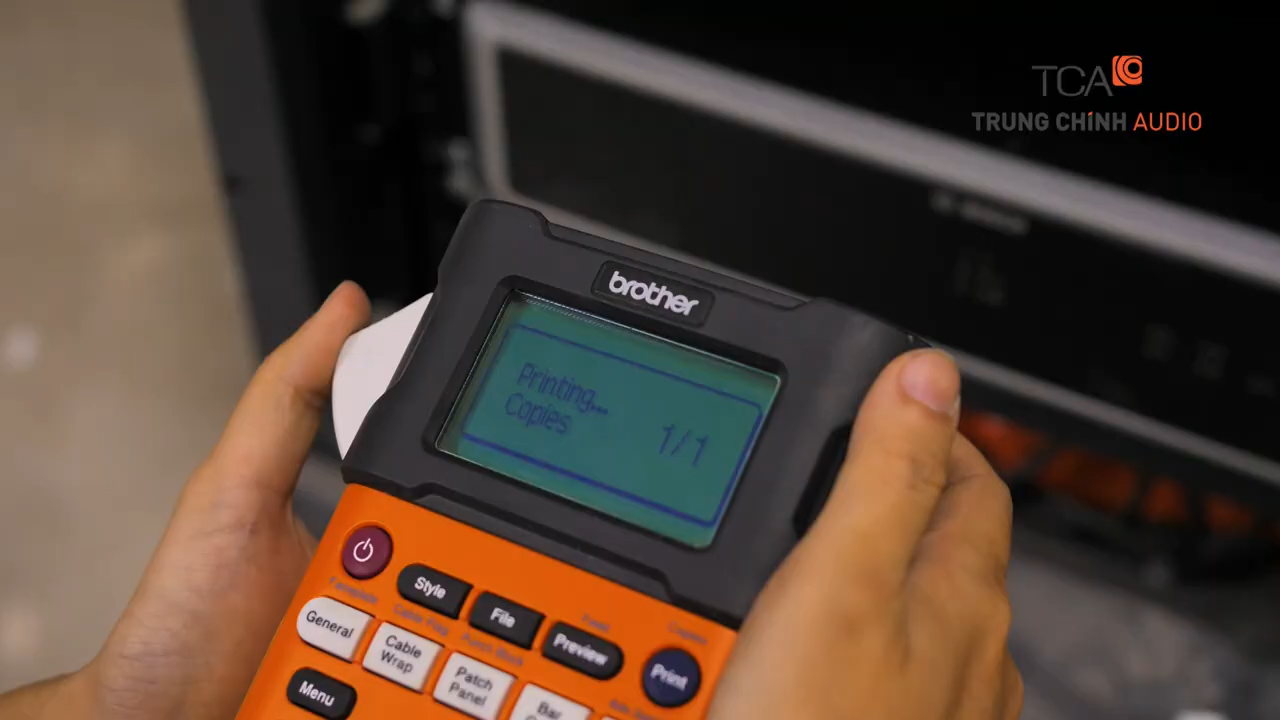 TCA
TRUNG CHÍNH AUDIO
brother
Printing...
Copies 1/1
Style
File
Preview
Print
General
Cable
Wrap
Patch
Panel
Bar
Menu